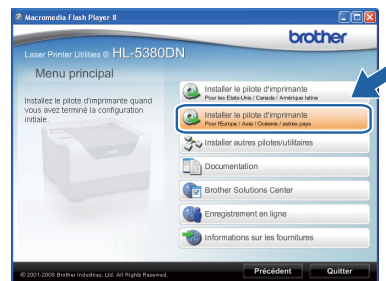 Macromedia Flash Player 8
brother
Laser Printer Utilities ® HL-5380DN
Menu principal
Installez le pilote d'imprimante quand
vous avez terminé la configuration
initiale.
Installer le pilote d'imprimante
Pour les Etats-Unis / Canada / Amérique latine
Installer le pilote d'imprimante
Pour l'Europe / Asie / Océanie / autres pays
Installer autres pilotes/utilitaires
Documentation
Brother Solutions Center
Enregistrement en ligne
Informations sur les fournitures
© 2001-2008 Brother Industries, Ltd. All Rights Reserved.
Précédent
Quitter